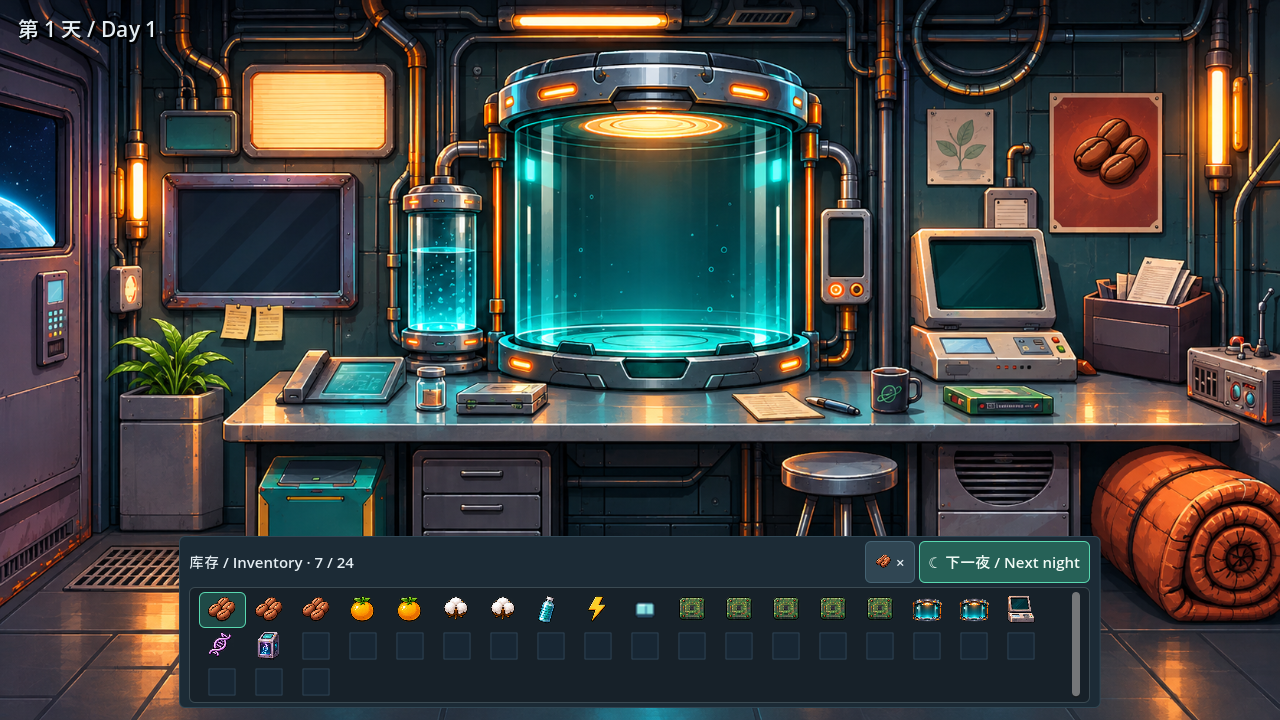 第 1 天 / Day 1
库存 / Inventory · 7 / 24
×
☾ 下一夜 / Next night